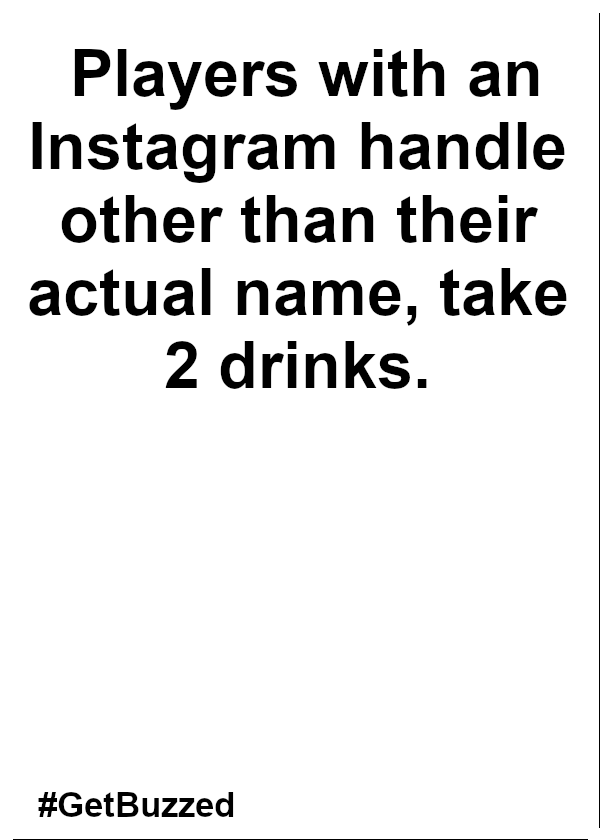 Players with an
Instagram handle
other than their
actual name, take
2 drinks.
#GetBuzzed